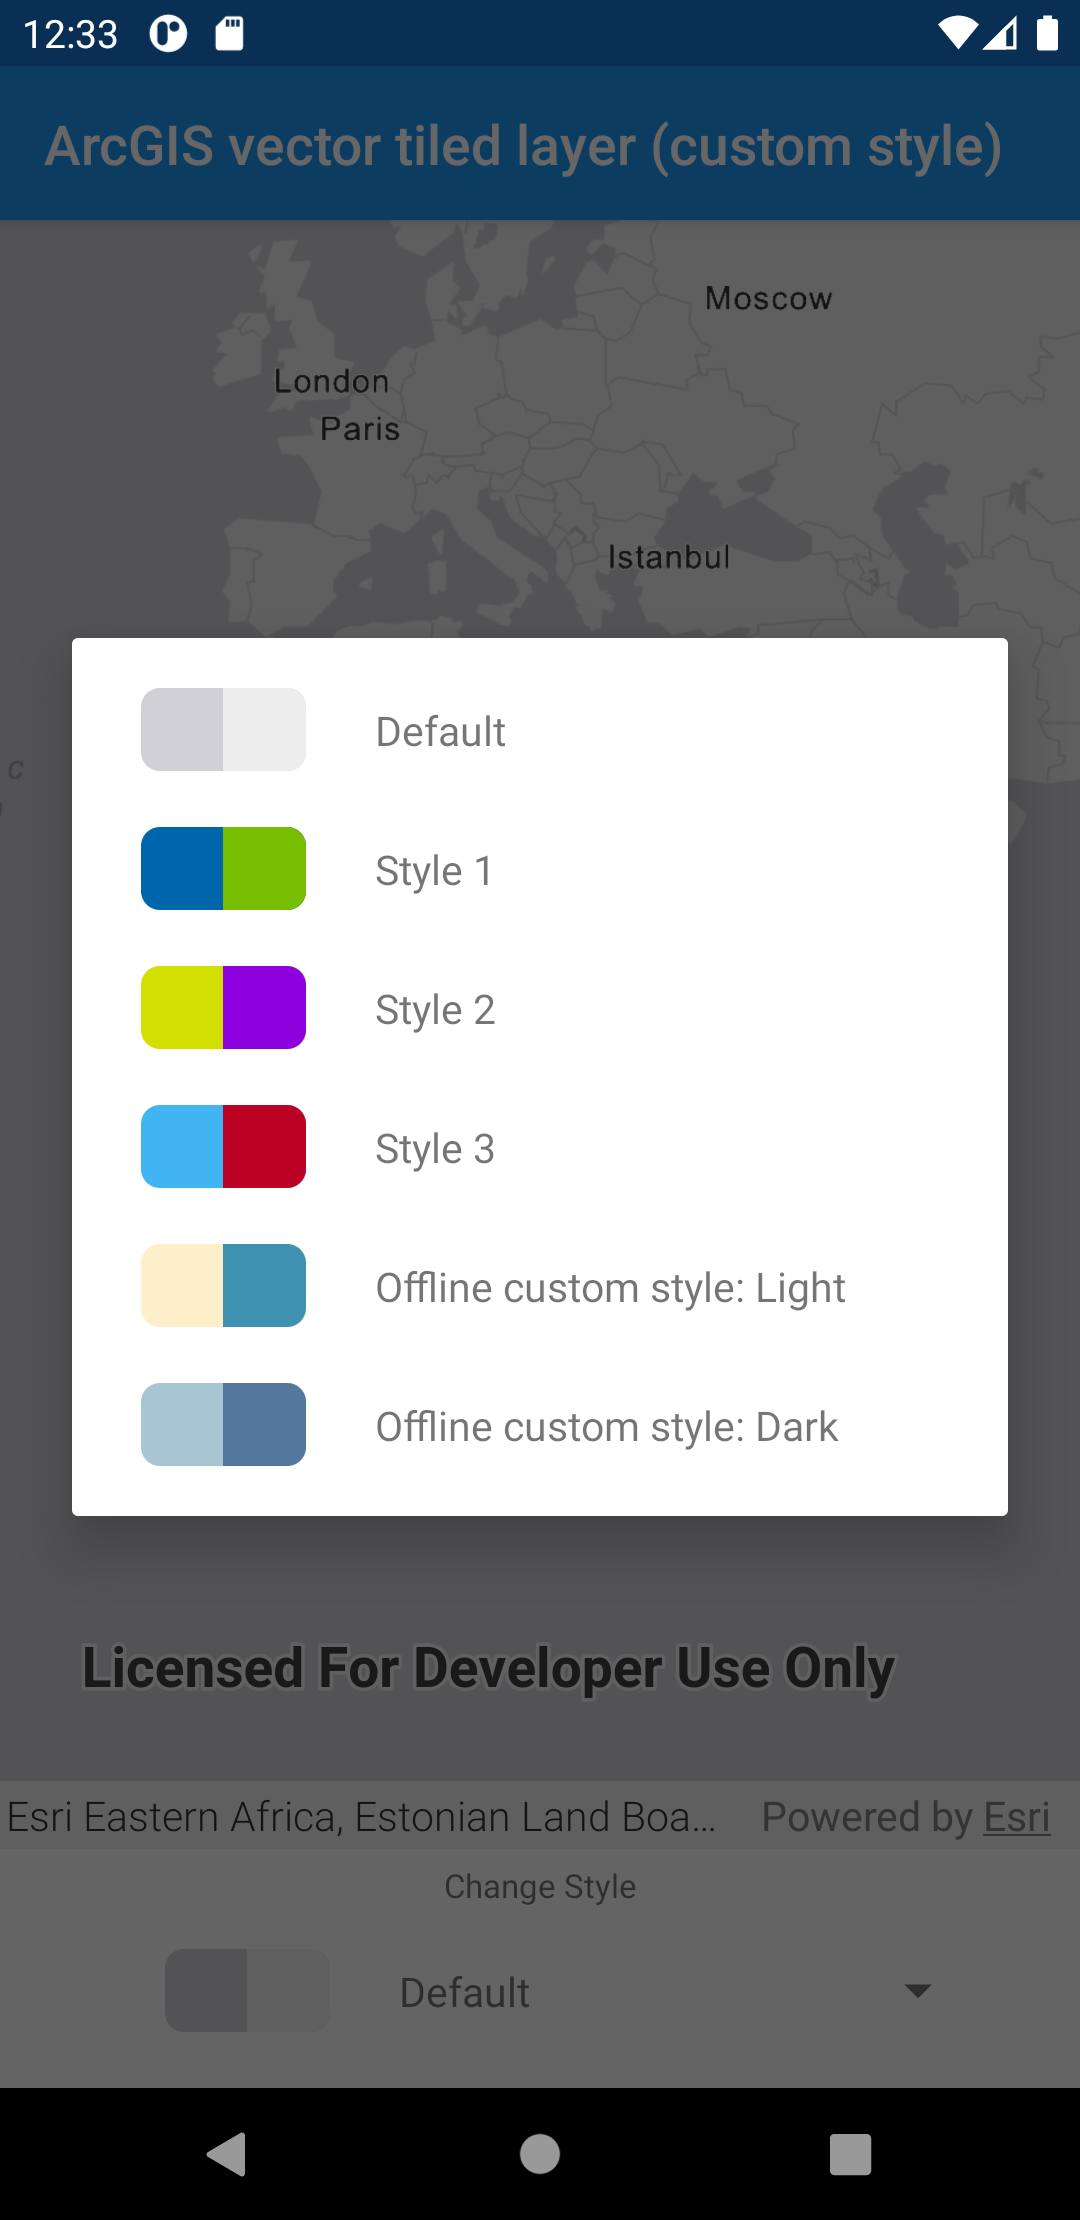 12:33
ArcGIS vector tiled layer (custom style)
Moscow
London
Paris
Istanbul
c
Default
Style 1
Style 2
Style 3
Offline custom style: Light
Offline custom style: Dark
Licensed For Developer Use Only
Esri Eastern Africa, Estonian Land Boa... Powered by Esri
Change Style
Default